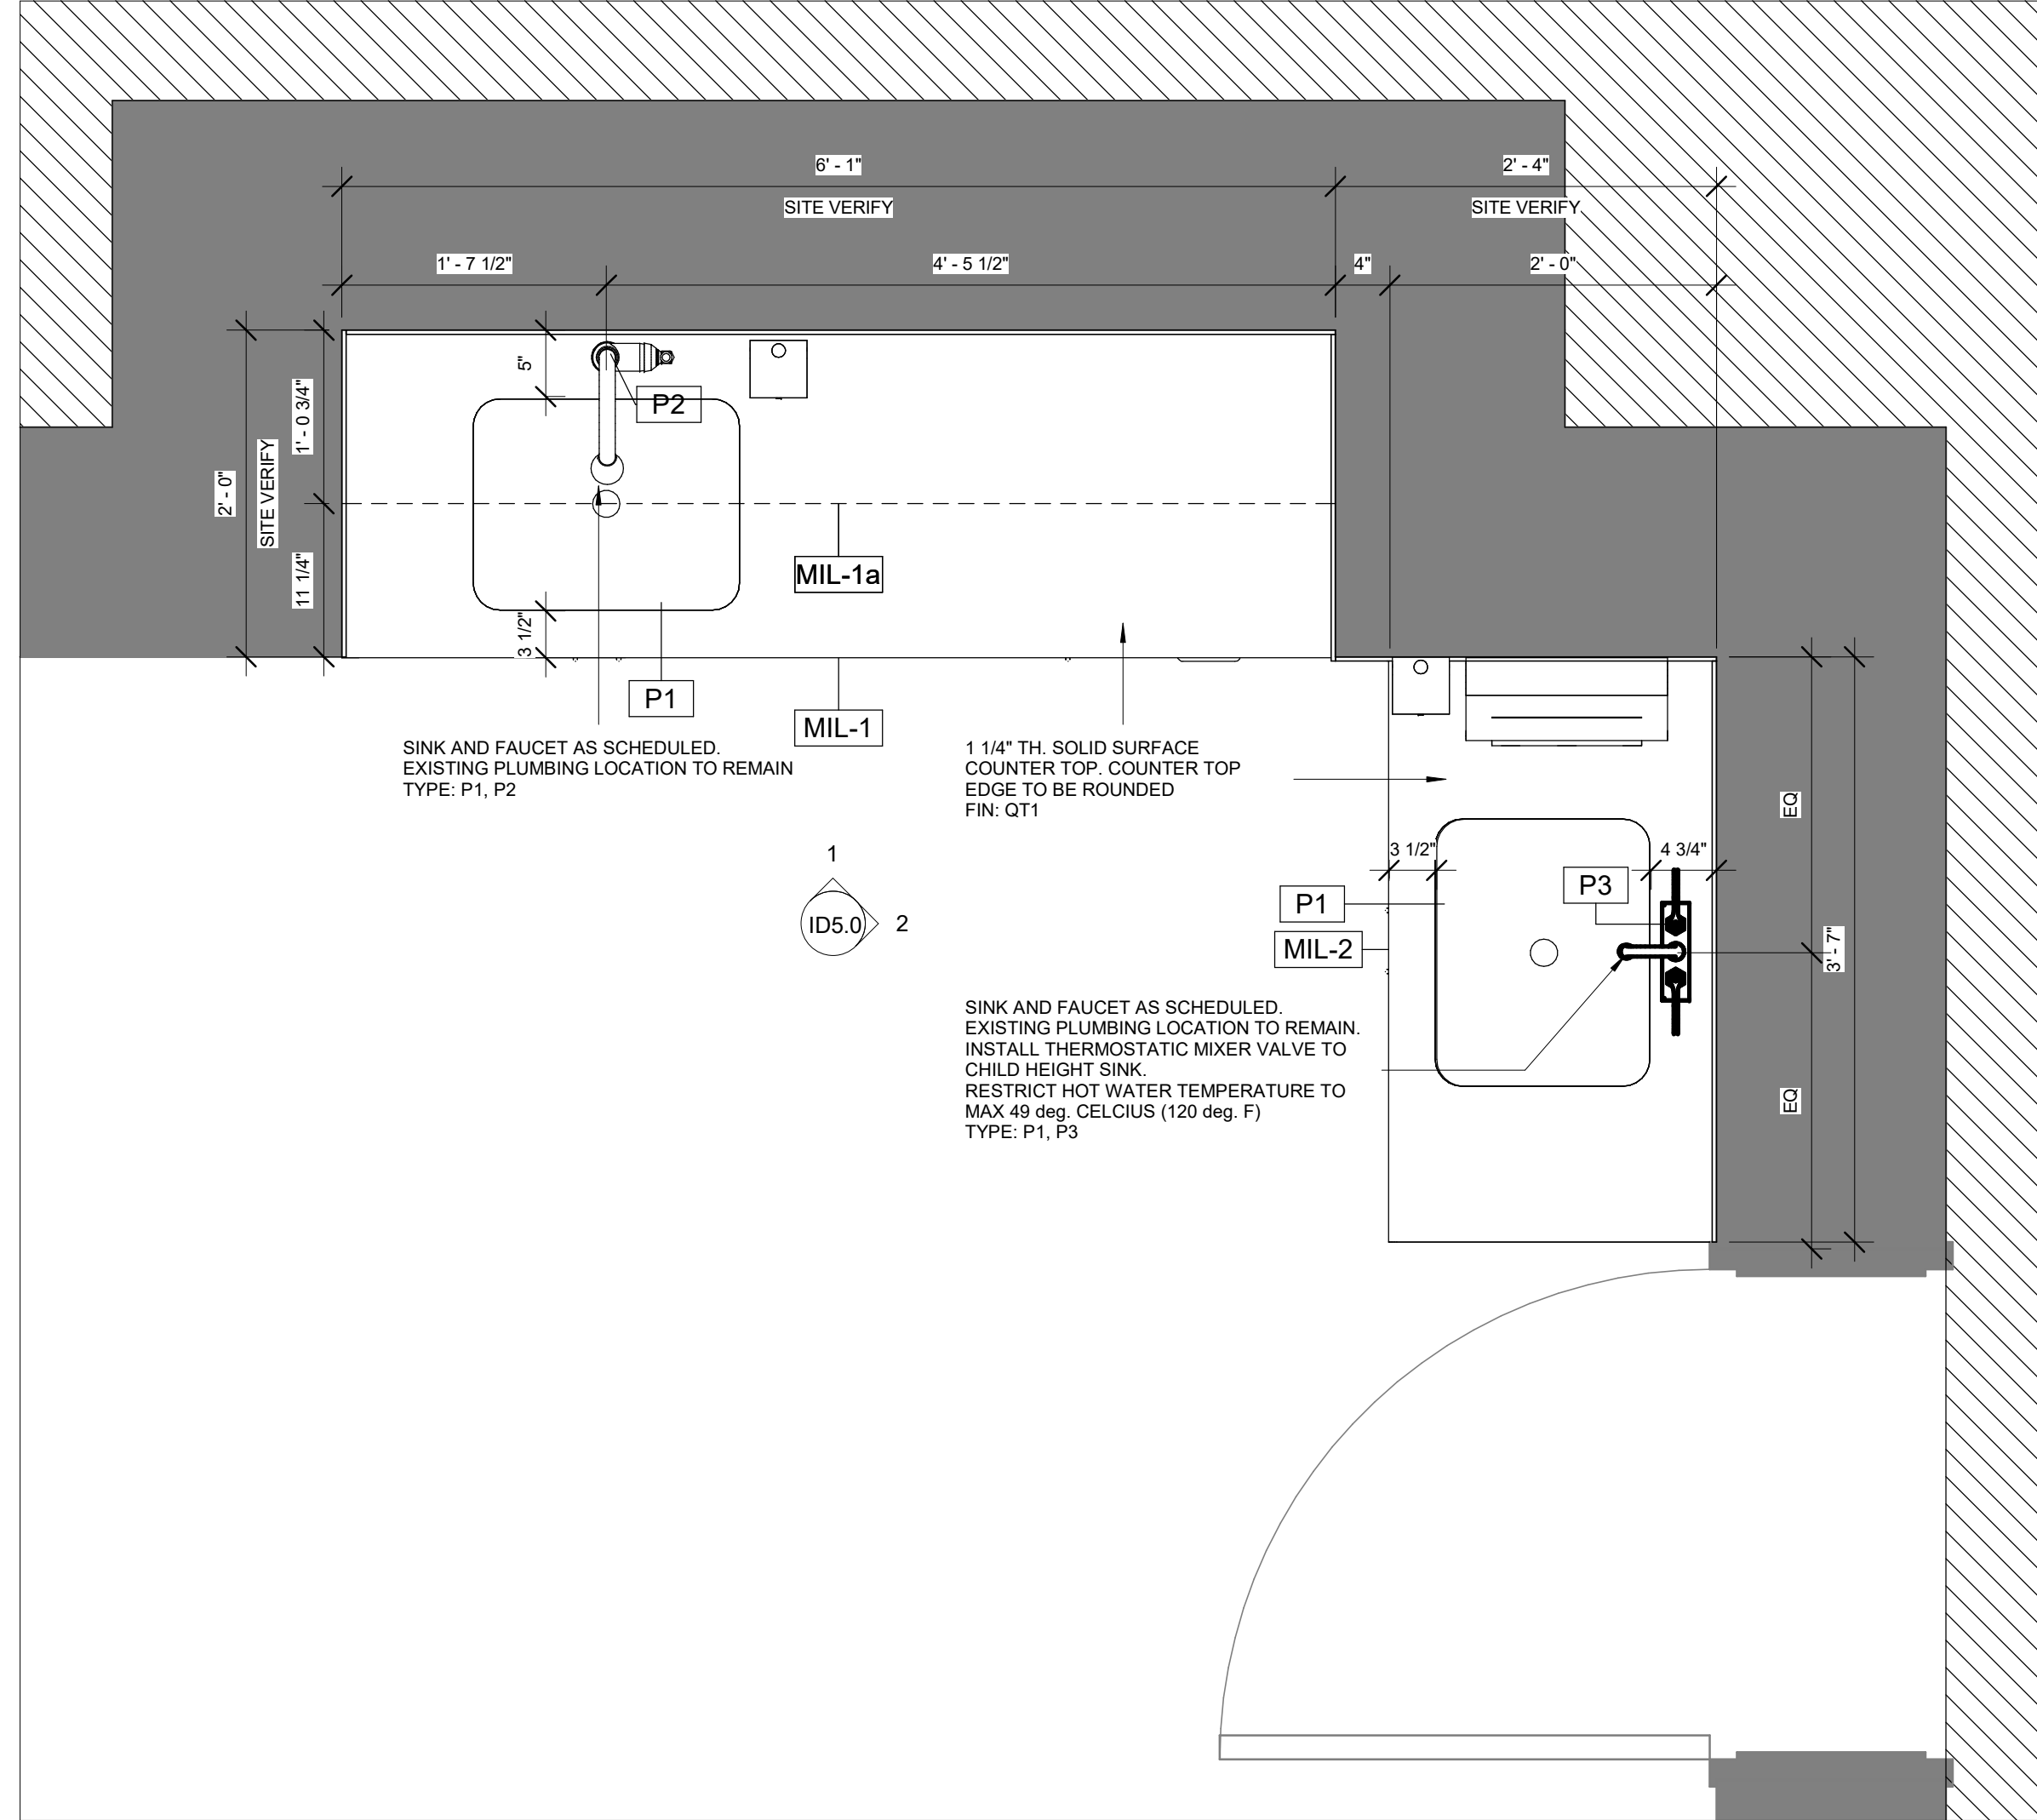 6' - 1"
2' - 4"
SITE VERIFY
SITE VERIFY
1' - 7 1/2"
4' - 5 1/2"
4"
2' - 0"
5"
1' - 0 3/4"
P2
2' - 0"
SITE VERIFY
11 1/4"
MIL-1a
3 1/2"
P1
MIL-1
SINK AND FAUCET AS SCHEDULED.
EXISTING PLUMBING LOCATION TO REMAIN
TYPE: P1, P2
1 1/4" TH. SOLID SURFACE
COUNTER TOP. COUNTER TOP
EDGE TO BE ROUNDED
FIN: QT1
EQ
1
ID5.0
2
3 1/2"
4 3/4"
P3
P1
MIL-2
3' - 7"
SINK AND FAUCET AS SCHEDULED.
EXISTING PLUMBING LOCATION TO REMAIN.
INSTALL THERMOSTATIC MIXER VALVE TO
CHILD HEIGHT SINK.
RESTRICT HOT WATER TEMPERATURE TO
MAX 49 deg. CELCIUS (120 deg. F)
TYPE: P1, P3
EQ